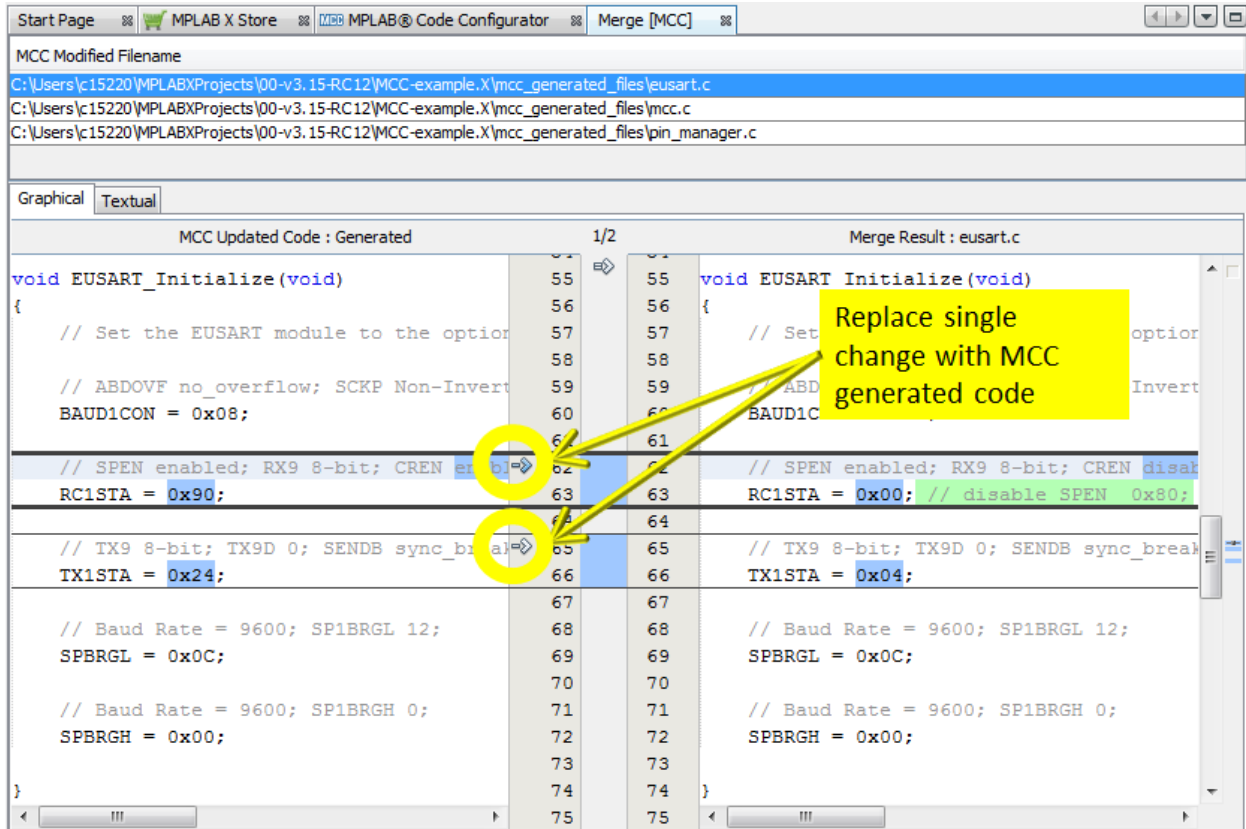 Start Page MPLAB X Store MCC MPLAB® Code Configurator Merge [MCC]
MCC Modified Filename
C:\Users\c15220\MPLABXProjects\00-v3.15-RC12\MCC-example.X\mcc_generated_files\eusart.c
C:\Users\c15220\MPLABXProjects\00-v3.15-RC12\MCC-example.X\mcc_generated_files\mcc.c
C:\Users\c15220\MPLABXProjects\00-v3.15-RC12\MCC-example.X\mcc_generated_files\pin_manager.c
Graphical Textual
MCC Updated Code : Generated 1/2 Merge Result : eusart.c
void EUSART_Initialize(void) 55 55 void EUSART Initialize(void)
{ 56 56 {
// Set the EUSART module to the option 57 57 // Set option
58 58
// ABDOVF no_overflow; SCKP Non-Invert 59 59 // ABD Invert
BAUD1CON = 0x08; 60 BAUD1C
61
Replace single
change with MCC
generated code
// SPEN enabled; RX9 8-bit; CREN 62 // SPEN enabled; RX9 8-bit; CREN disab
RC1STA = 0x90; 63 63 RC1STA = 0x00; // disable SPEN 0x80;
64
// TX9 8-bit; TX9D 0; SENDB sync_break 65 65 // TX9 8-bit; TX9D 0; SENDB sync_break
TX1STA = 0x24; 66 66 TX1STA = 0x04;
67 67
// Baud Rate = 9600; SP1BRGL 12; 68 68 // Baud Rate = 9600; SP1BRGL 12;
SPBRGL = 0x0C; 69 69 SPBRGL = 0x0C;
70 70
// Baud Rate = 9600; SP1BRGH 0; 71 71 // Baud Rate = 9600; SP1BRGH 0;
SPBRGH = 0x00; 72 72 SPBRGH = 0x00;
73 73
} 74 74 }
75 75